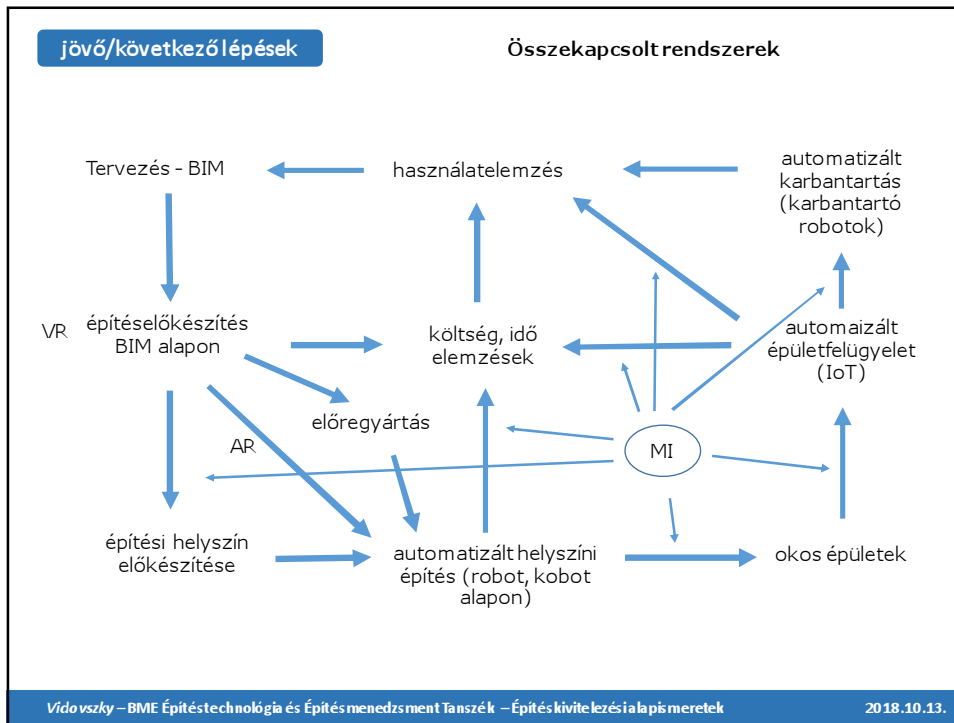 jövő/következő lépések
Összekapcsolt rendszerek
Tervezés - BIM
használatelemzés
automatizált
karbantartás
(karbantartó
robotok)
VR
építéselőkészítés
BIM alapon
költség, idő
elemzések
automaizált
épületfelügyelet
(IoT)
előregyártás
AR
MI
építési helyszín
előkészítése
automatizált helyszíni
építés (robot, kobot
alapon)
okos épületek
Vidovszky – BME Építéstechnológia és Építésmenedzsment Tanszék – Építéskivitelezési alapismeretek
2018.10.13.